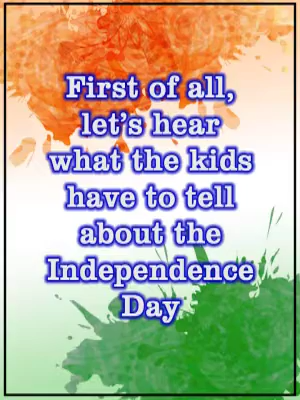 First of all,
let's hear
what the kids
have to tell
about the
Independence
Day